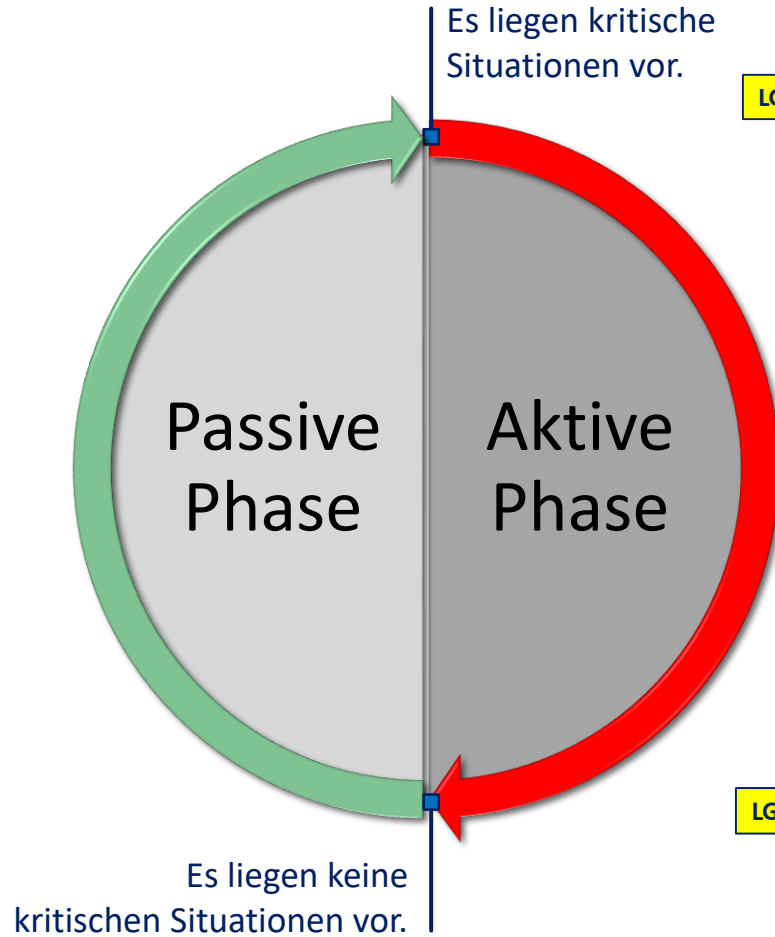 Es liegen kritische
Situationen vor.
Passive
Phase
Aktive
Phase
Es liegen keine
kritischen Situationen vor.